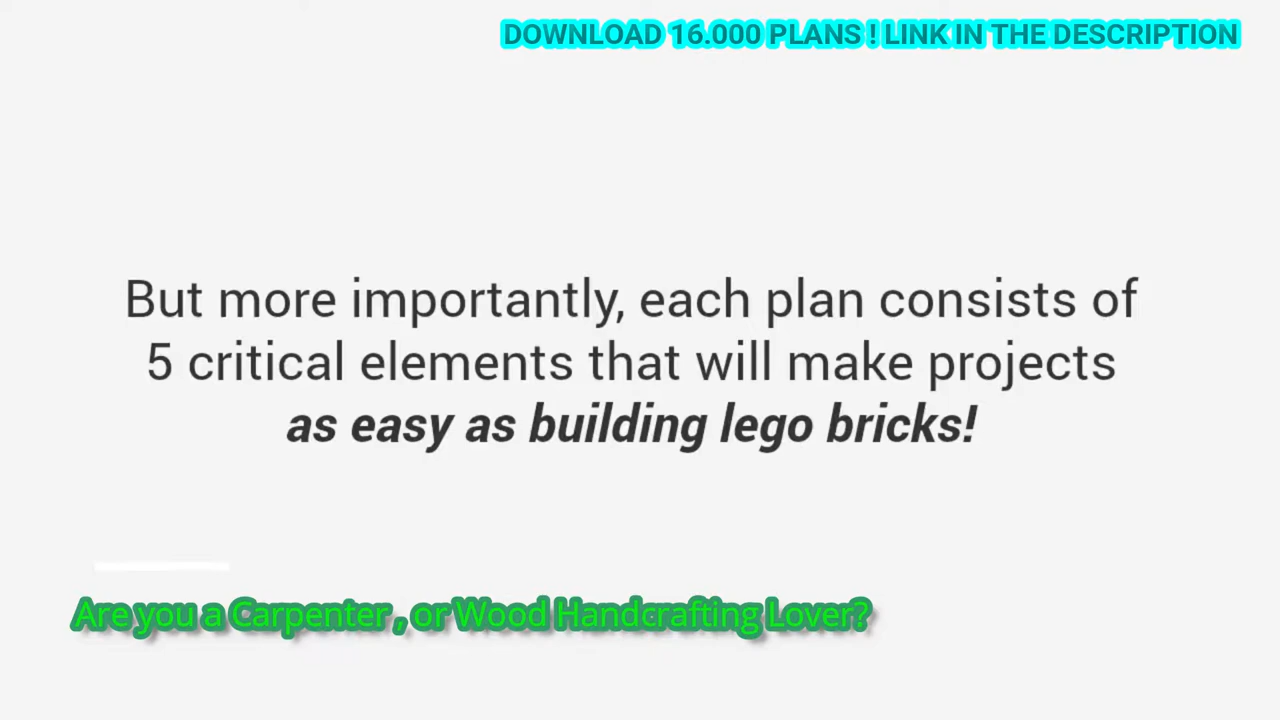 DOWNLOAD 16.000 PLANS ! LINK IN THE DESCRIPTION
But more importantly, each plan consists of
5 critical elements that will make projects
as easy as building lego bricks!
Are you a Carpenter , or Wood Handcrafting Lover?